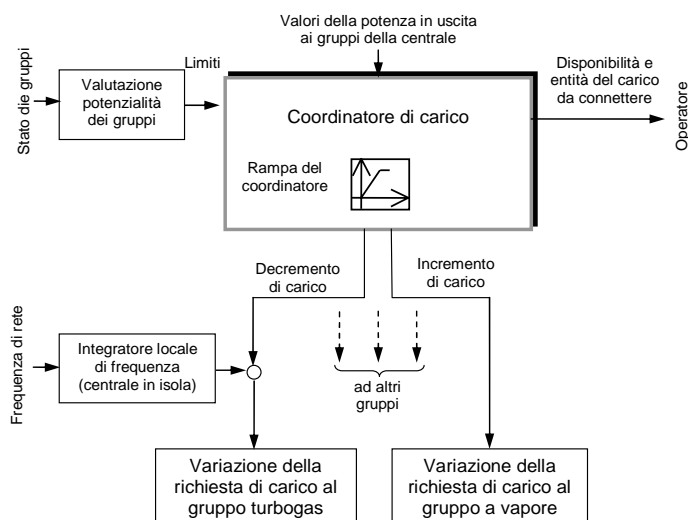 Valori della potenza in uscita
ai gruppi della centrale
Stato die gruppi
Valutazione
potenzialità
dei gruppi
Limiti
Coordinatore di carico
Rampa del
coordinatore
Disponibilità e
entità del carico
da connettere
Operatore
Decremento
di carico
Incremento
di carico
Frequenza di rete
Integratore locale
di frequenza
(centrale in isola)
ad altri
gruppi
Variazione della
richiesta di carico al
gruppo turbogas
Variazione della
richiesta di carico al
gruppo a vapore